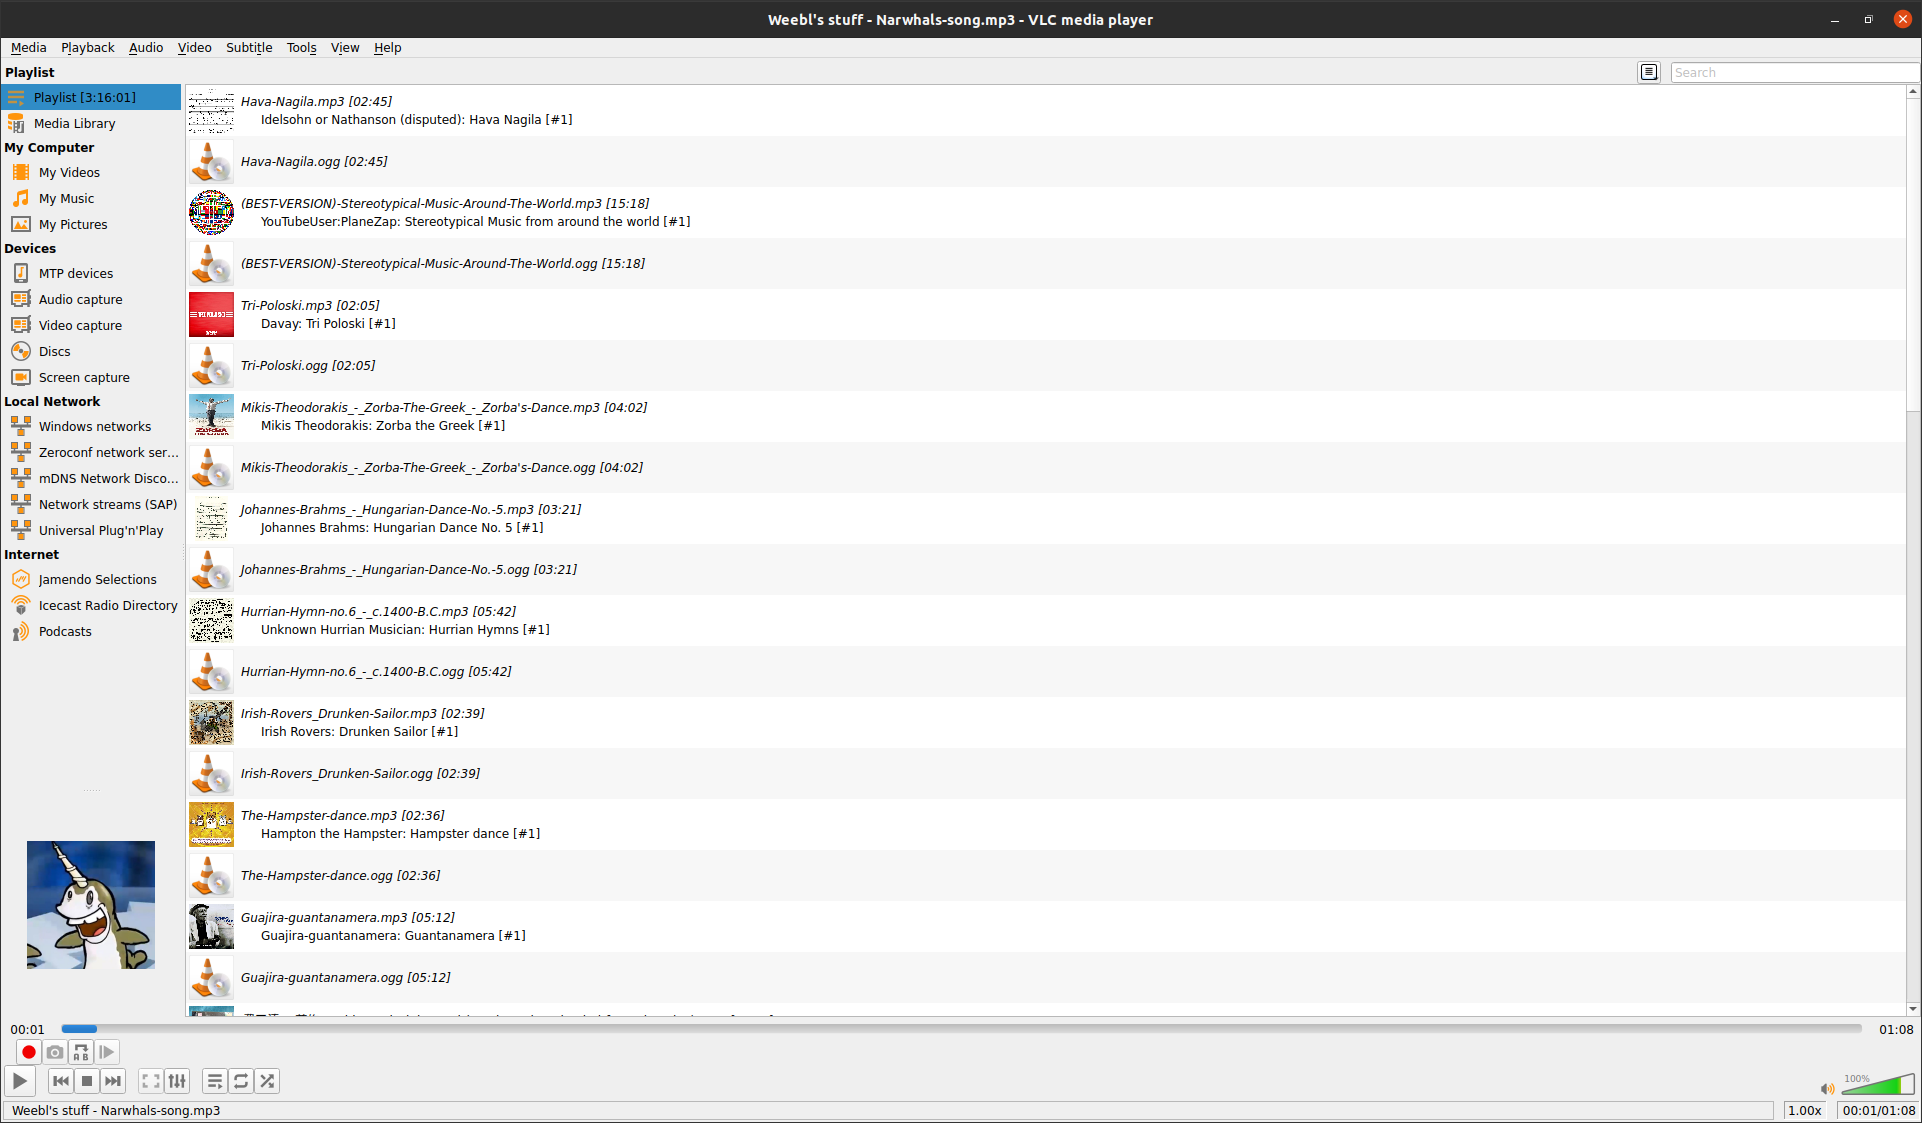 Weebl's stuff - Narwhals-song.mp3 - VLC media player
Media Playback Audio Video Subtitle Tools View Help
Playlist
Search
Playlist [3:16:01]
Media Library
My Computer
My Videos
My Music
My Pictures
Devices
MTP devices
Audio capture
Video capture
Discs
Screen capture
Local Network
Windows networks
Zeroconf network ser...
mDNS Network Disco...
Network streams (SAP)
Universal Plug'n'Play
Internet
Jamendo Selections
Icecast Radio Directory
Podcasts
Hava-Nagila.mp3 [02:45]
Idelsohn or Nathanson (disputed): Hava Nagila [#1]
Hava-Nagila.ogg [02:45]
(BEST-VERSION)-Stereotypical-Music-Around-The-World.mp3 [15:18]
YouTubeUser:PlaneZap: Stereotypical Music from around the world [#1]
(BEST-VERSION)-Stereotypical-Music-Around-The-World.ogg [15:18]
Tri-Poloski.mp3 [02:05]
Davay: Tri Poloski [#1]
Tri-Poloski.ogg [02:05]
Mikis-Theodorakis_-_Zorba-The-Greek_-_Zorba's-Dance.mp3 [04:02]
Mikis Theodorakis: Zorba the Greek [#1]
Mikis-Theodorakis_-_Zorba-The-Greek_-_Zorba's-Dance.ogg [04:02]
Johannes-Brahms_-_Hungarian-Dance-No.-5.mp3 [03:21]
Johannes Brahms: Hungarian Dance No. 5 [#1]
Johannes-Brahms_-_Hungarian-Dance-No.-5.ogg [03:21]
Hurrian-Hymn-no.6_-_c.1400-B.C.mp3 [05:42]
Unknown Hurrian Musician: Hurrian Hymns [#1]
Hurrian-Hymn-no.6_-_c.1400-B.C.ogg [05:42]
Irish-Rovers_Drunken-Sailor.mp3 [02:39]
Irish Rovers: Drunken Sailor [#1]
Irish-Rovers_Drunken-Sailor.ogg [02:39]
The-Hampster-dance.mp3 [02:36]
Hampton the Hampster: Hampster dance [#1]
The-Hampster-dance.ogg [02:36]
Guajira-guantanamera.mp3 [05:12]
Guajira-guantanamera: Guantanamera [#1]
Guajira-guantanamera.ogg [05:12]
00:01
01:08
A B
100%
Weebl's stuff - Narwhals-song.mp3
1.00x
00:01/01:08